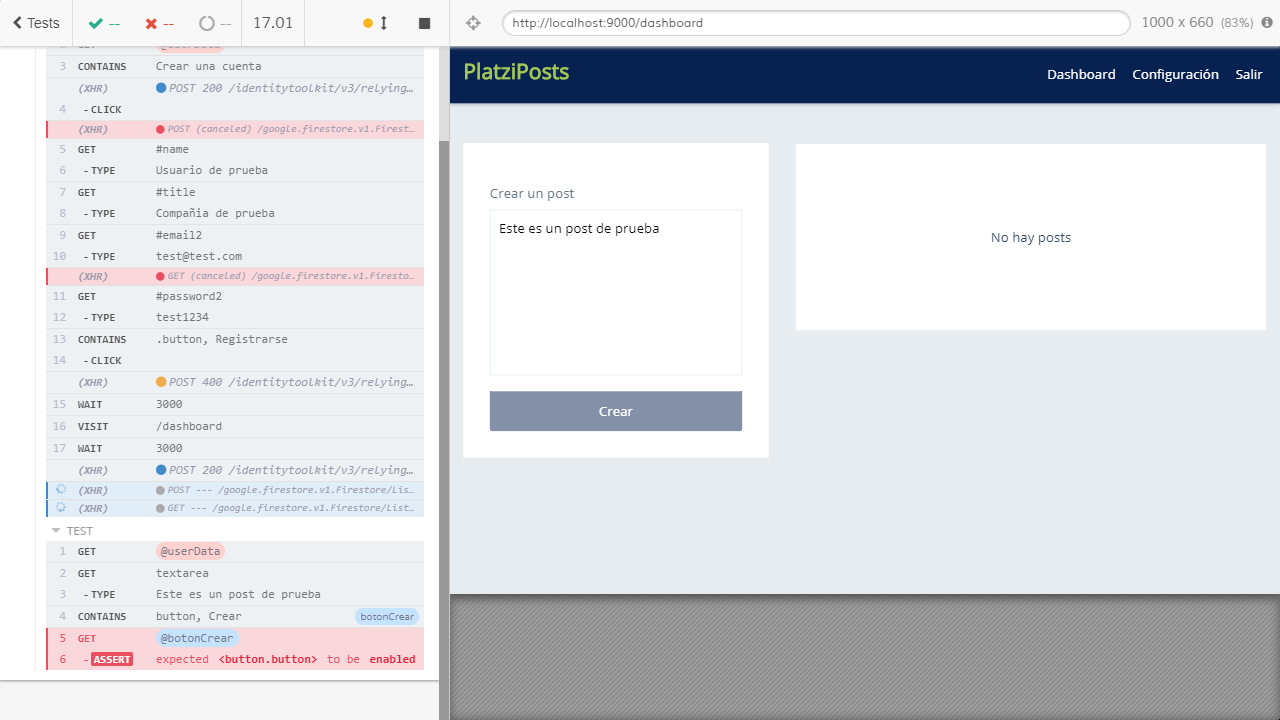 Tests
--
--
--
17.01
http://localhost:9000/dashboard
1000 x 660 (83%)
2 GET @userData
3 CONTAINS Crear una cuenta
(XHR) POST 200 /identitytoolkit/v3/relying…
4 -CLICK
(XHR) POST (canceled) /google.firestore.v1.Firest…
5 GET #name
6 -TYPE Usuario de prueba
7 GET #title
8 -TYPE Compañia de prueba
9 GET #email2
10 -TYPE test@test.com
(XHR) GET (canceled) /google.firestore.v1.Firesto…
11 GET #password2
12 -TYPE test1234
13 CONTAINS .button, Registrarse
14 -CLICK
(XHR) POST 400 /identitytoolkit/v3/relying…
15 WAIT 3000
16 VISIT /dashboard
17 WAIT 3000
(XHR) POST 200 /identitytoolkit/v3/relying…
(XHR) POST --- /google.firestore.v1.Firestore/Lis…
(XHR) GET --- /google.firestore.v1.Firestore/List…
TEST
1 GET @userData
2 GET textarea
3 -TYPE Este es un post de prueba
4 CONTAINS button, Crear botonCrear
5 GET @botonCrear
6 -ASSERT expected <button.button> to be enabled
PlatziPosts
Dashboard Configuración Salir
Crear un post
Este es un post de prueba
Crear
No hay posts